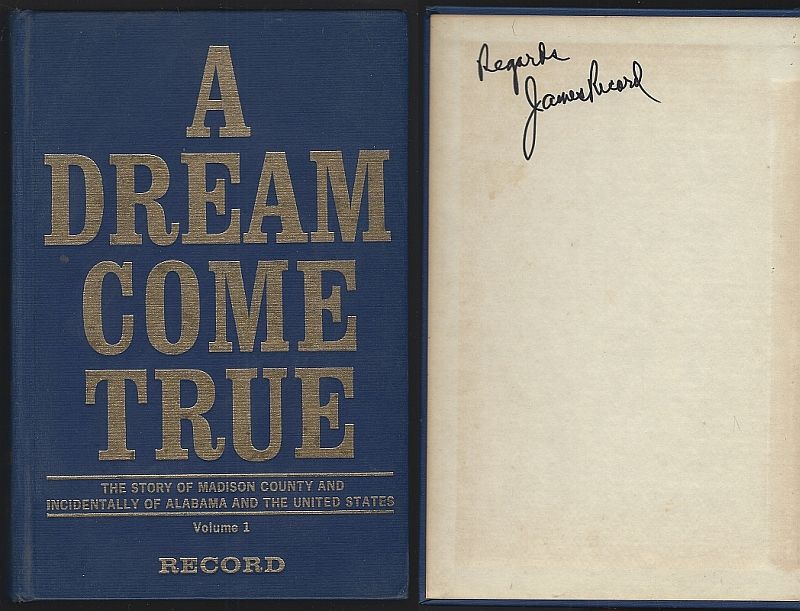 A
DREAM
COME
TRUE
THE STORY OF MADISON COUNTY AND
INCIDENTALLY OF ALABAMA AND THE UNITED STATES
Volume 1
RECORD
Regards
James Record